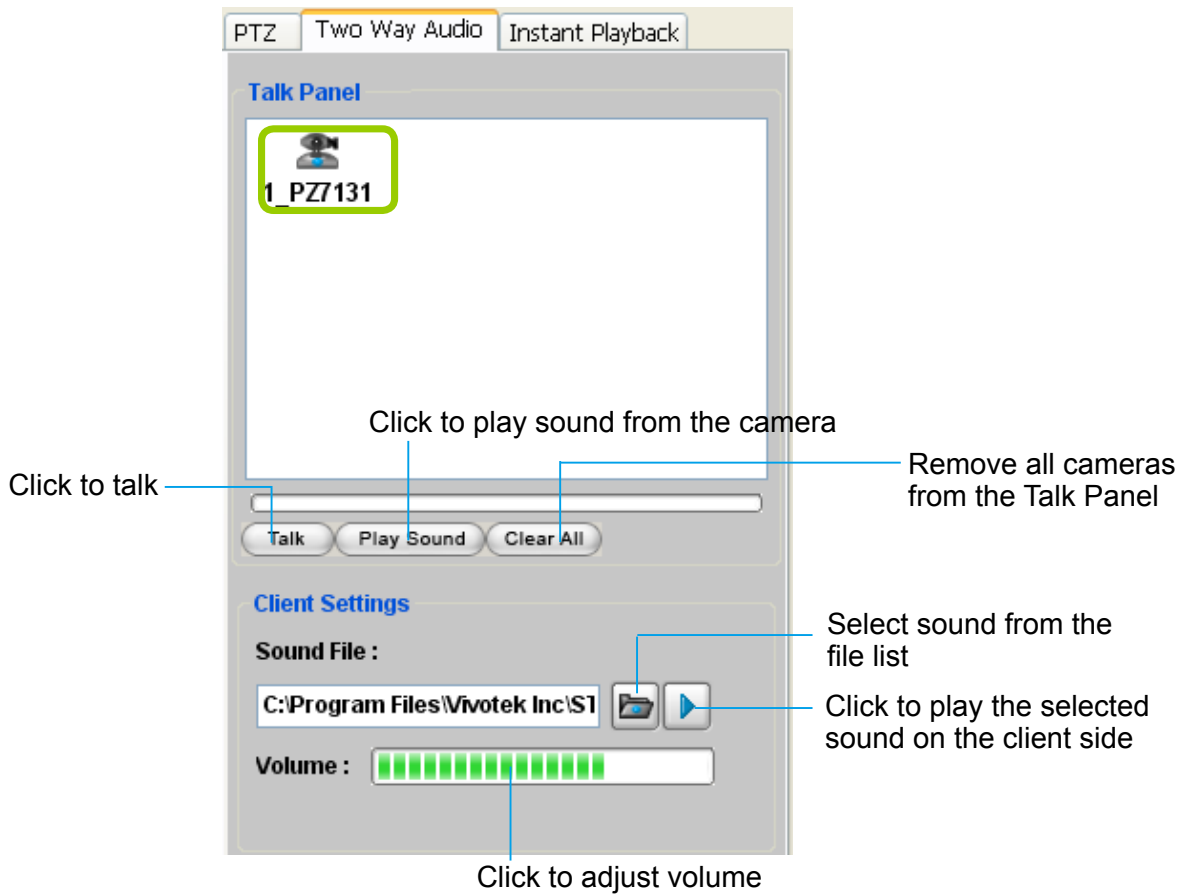 PTZ Two Way Audio Instant Playback
Talk Panel
1_PZ7131
Click to play sound from the camera
Click to talk
Remove all cameras
from the Talk Panel
Talk Play Sound Clear All
Client Settings
Sound File :
Select sound from the
file list
C:\Program Files\Vivotek Inc\ST
Click to play the selected
sound on the client side
Volume :
Click to adjust volume